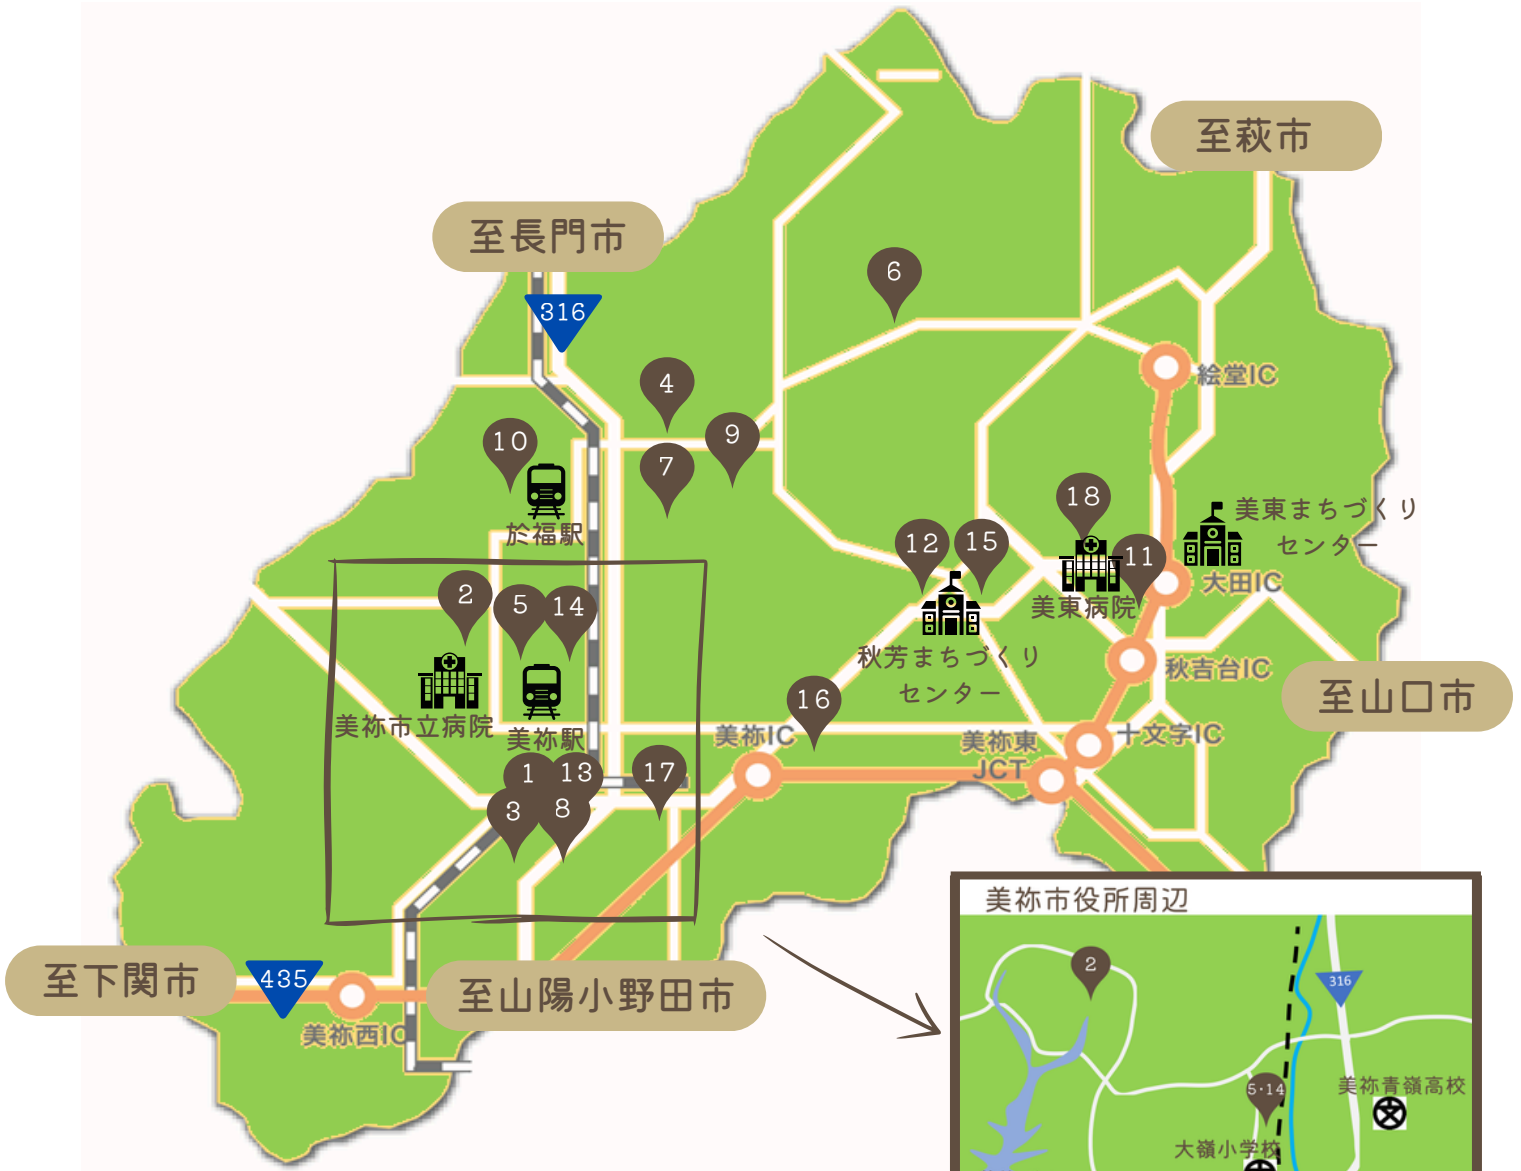 至萩市
至長門市
316
6
絵堂IC
4
9
10
7
18
美東まちづくり
センター
於福駅
12
15
11
大田IC
2
5
14
美東病院
秋芳まちづくり
センター
秋吉台IC
至山口市
美祢市立病院
美祢駅
16
美祢IC
美祢東
JCT
十文字IC
1
13
17
3
8
美祢市役所周辺
至下関市
435
至山陽小野田市
美祢西IC
2
316
5·14
美祢青嶺高校
大嶺小学校